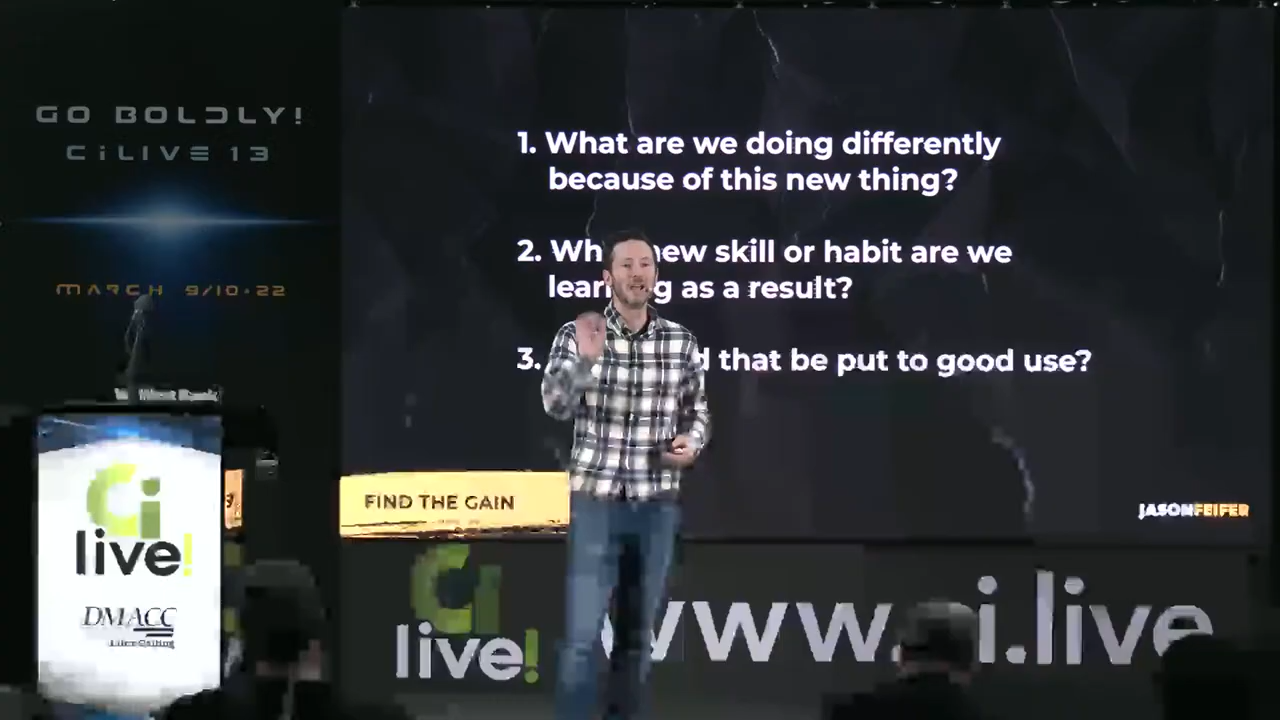 GO BOLDLY!
CiLIVE 13
MARCH 9/10·22
1. What are we doing differently
because of this new thing?
2. new skill or habit are we
as a result?
3. that be put to good use?
FIND THE GAIN
JASONFEIFER
Ci
live!
DMACC
Ci
live!
www.ci.live